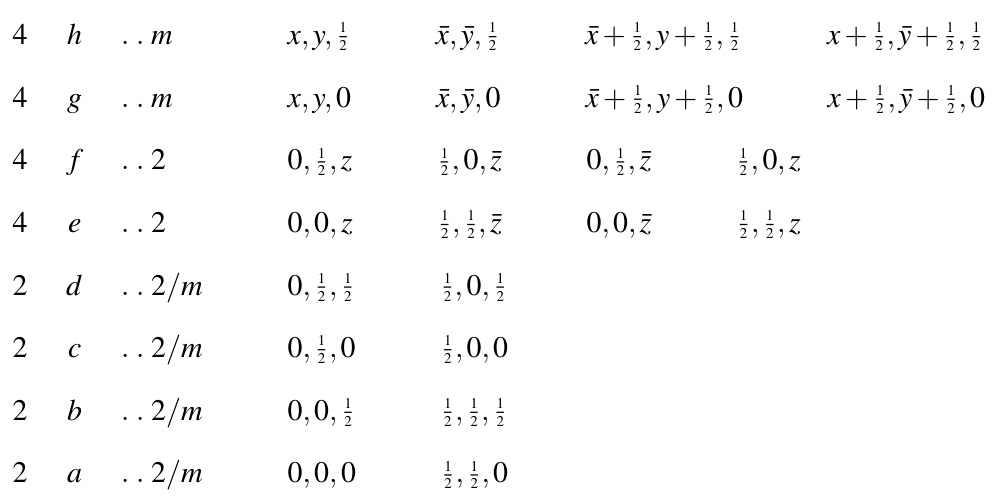 4 h . . m x, y, 1/2 x̄, ȳ, 1/2 x̄ + 1/2, y + 1/2, 1/2 x + 1/2, ȳ + 1/2, 1/2
4 g . . m x, y, 0 x̄, ȳ, 0 x̄ + 1/2, y + 1/2, 0 x + 1/2, ȳ + 1/2, 0
4 f . . 2 0, 1/2, z 1/2, 0, z̄ 0, 1/2, z̄ 1/2, 0, z
4 e . . 2 0, 0, z 1/2, 1/2, z̄ 0, 0, z̄ 1/2, 1/2, z
2 d . . 2/m 0, 1/2, 1/2 1/2, 0, 1/2
2 c . . 2/m 0, 1/2, 0 1/2, 0, 0
2 b . . 2/m 0, 0, 1/2 1/2, 1/2, 1/2
2 a . . 2/m 0, 0, 0 1/2, 1/2, 0